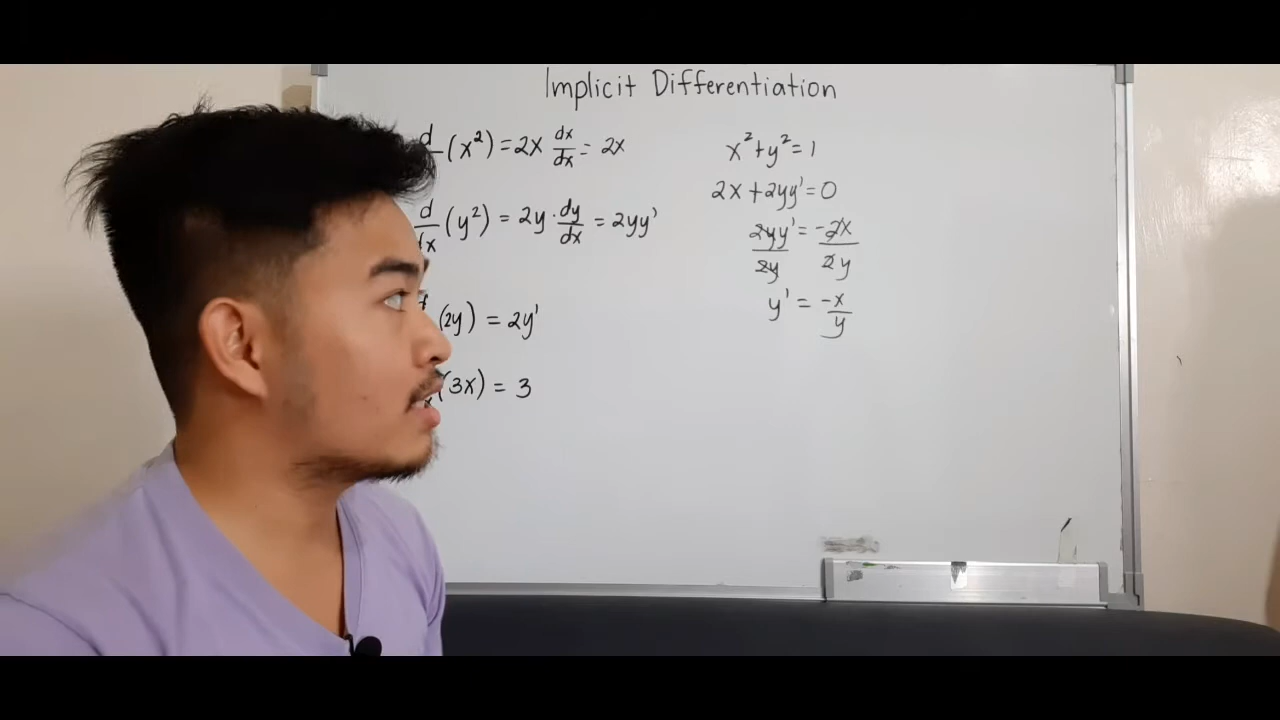 Implicit Differentiation
d/ (x²) = 2x dx/dx = 2x
d/dx (y²) = 2y · dy/dx = 2yy'
(2y) = 2y'
(3x) = 3
x² + y² = 1
2x + 2yy' = 0
2yy'/2y = -2x/2y
y' = -x/y